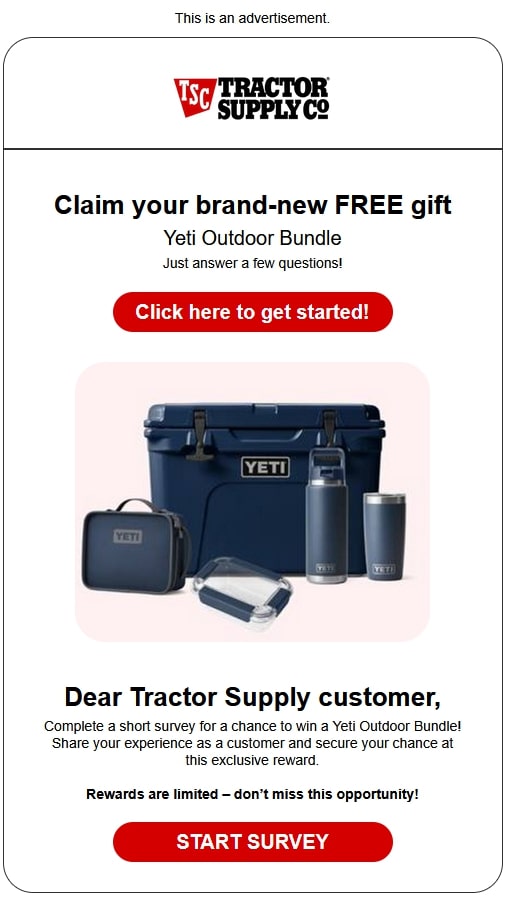 This is an advertisement.
TSC TRACTOR
SUPPLY CO
Claim your brand-new FREE gift
Yeti Outdoor Bundle
Just answer a few questions!
Click here to get started!
YETI
YETI
YETI
YETI
Dear Tractor Supply customer,
Complete a short survey for a chance to win a Yeti Outdoor Bundle!
Share your experience as a customer and secure your chance at
this exclusive reward.
Rewards are limited – don’t miss this opportunity!
START SURVEY